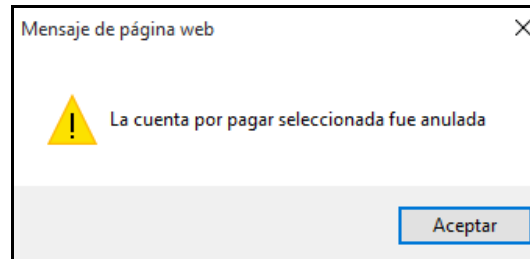 Mensaje de página web
La cuenta por pagar seleccionada fue anulada
Aceptar